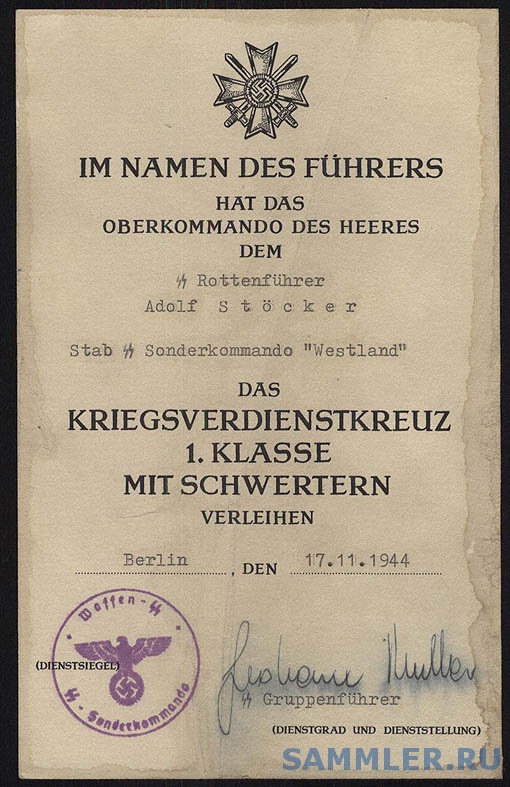 IM NAMEN DES FÜHRERS
HAT DAS
OBERKOMMANDO DES HEERES
DEM
ᛋᛋ Rottenführer
Adolf Stöcker
Stab ᛋᛋ Sonderkommando "Westland"
DAS
KRIEGSVERDIENSTKREUZ
1. KLASSE
MIT SCHWERTERN
VERLEIHEN
Berlin, DEN 17.11.1944
Waffen-ᛋᛋ
(DIENSTSIEGEL)
ᛋᛋ-Sonderkommando
Müller
ᛋᛋ Gruppenführer
(DIENSTGRAD UND DIENSTSTELLUNG)
SAMMLER.RU